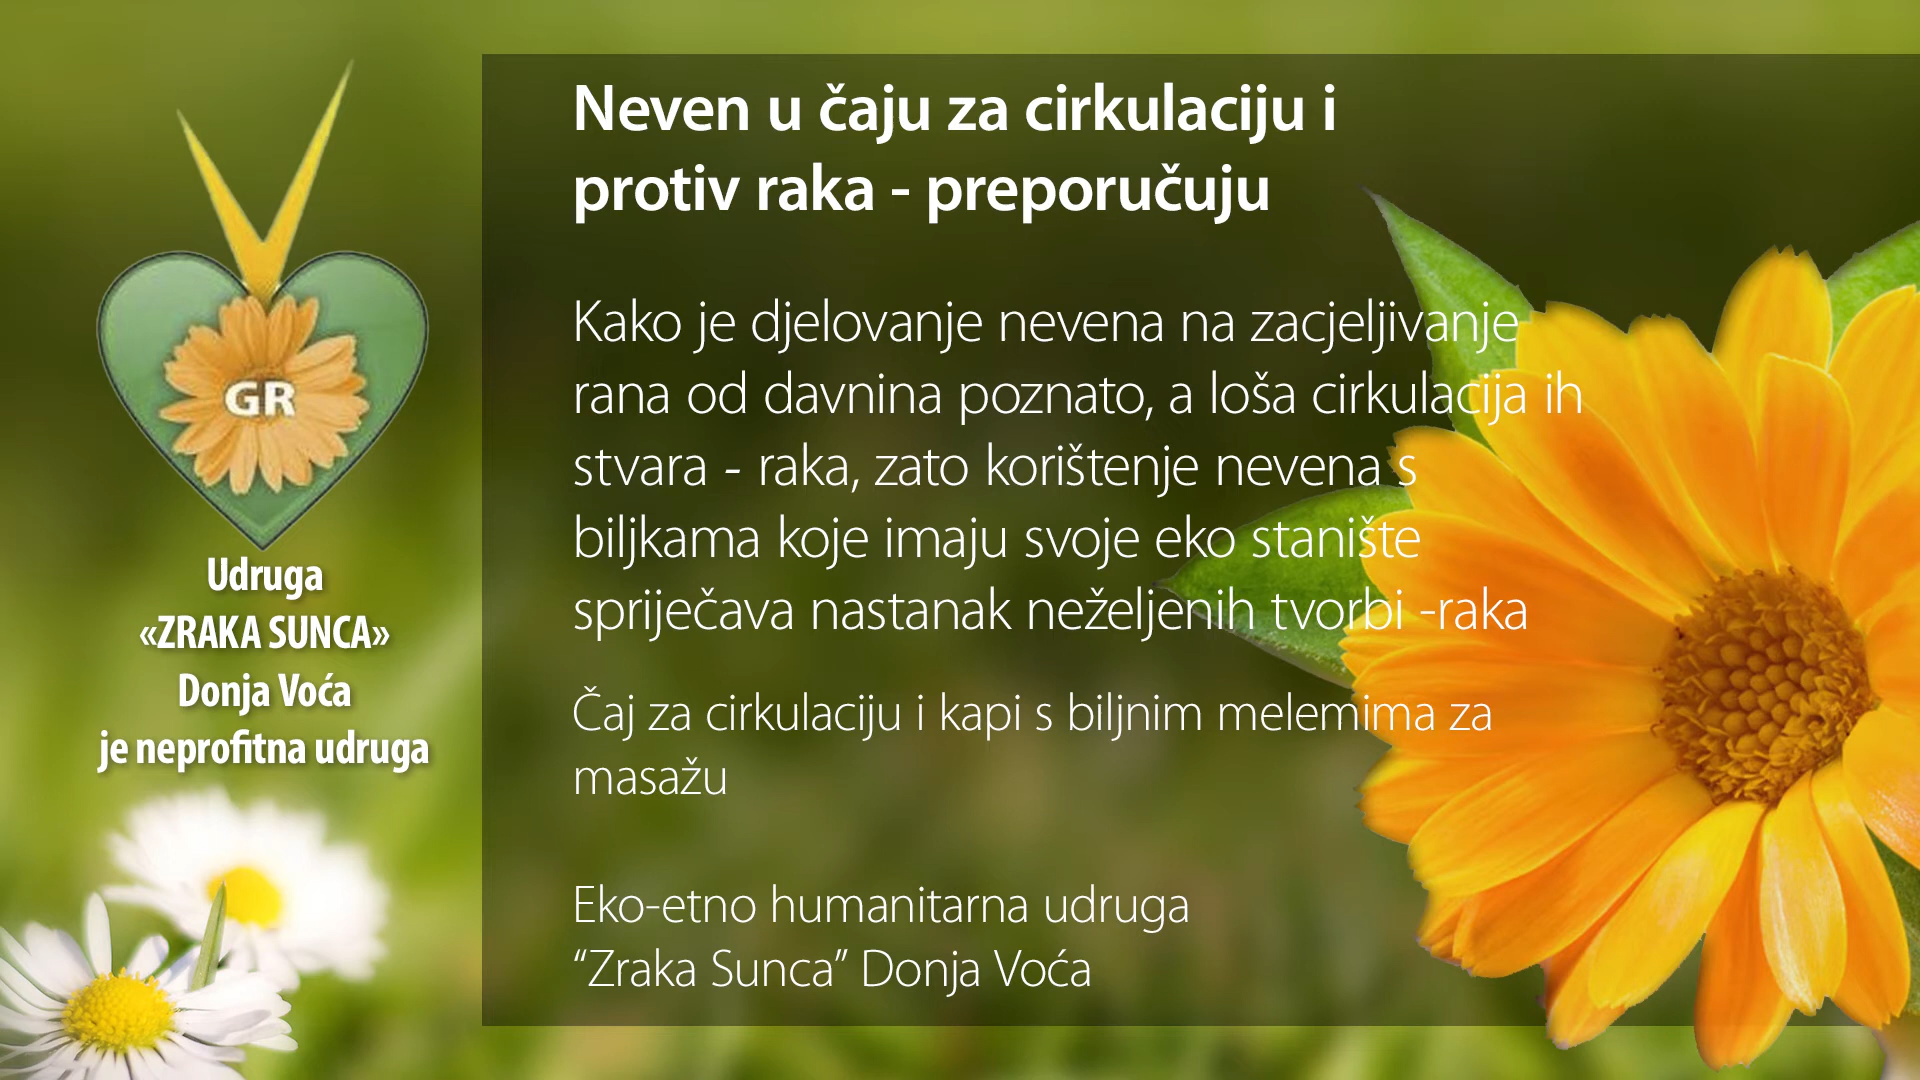 GR
Udruga
«ZRAKA SUNCA»
Donja Voća
je neprofitna udruga
Neven u čaju za cirkulaciju i
protiv raka - preporučuju
Kako je djelovanje nevena na zacjeljivanje
rana od davnina poznato, a loša cirkulacija ih
stvara - raka, zato korištenje nevena s
biljkama koje imaju svoje eko stanište
spriječava nastanak neželjenih tvorbi -raka
Čaj za cirkulaciju i kapi s biljnim melemima za
masažu
Eko-etno humanitarna udruga
“Zraka Sunca” Donja Voća